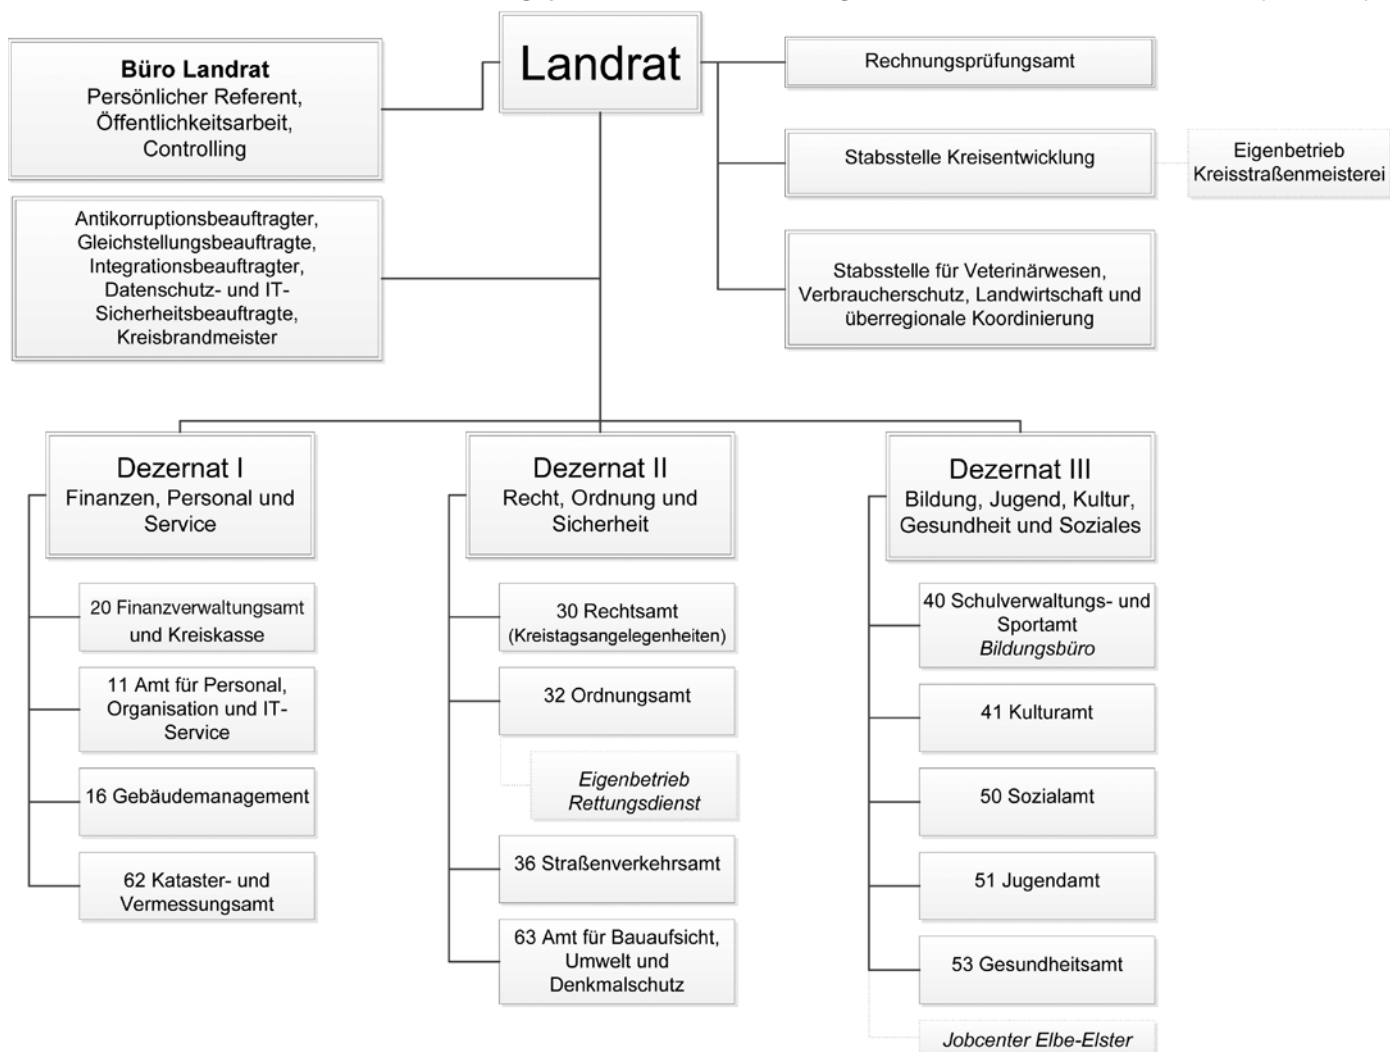 Büro Landrat
Persönlicher Referent,
Öffentlichkeitsarbeit,
Controlling
Landrat
Rechnungsprüfungsamt
Stabsstelle Kreisentwicklung
Eigenbetrieb
Kreisstraßenmeisterei
Antikorruptionsbeauftragter,
Gleichstellungsbeauftragte,
Integrationsbeauftragter,
Datenschutz- und IT-
Sicherheitsbeauftragte,
Kreisbrandmeister
Stabsstelle für Veterinärwesen,
Verbraucherschutz, Landwirtschaft und
überregionale Koordinierung
Dezernat I
Finanzen, Personal und
Service
20 Finanzverwaltungsamt
und Kreiskasse
11 Amt für Personal,
Organisation und IT-
Service
16 Gebäudemanagement
62 Kataster- und
Vermessungsamt
Dezernat II
Recht, Ordnung und
Sicherheit
30 Rechtsamt
(Kreistagsangelegenheiten)
32 Ordnungsamt
Eigenbetrieb
Rettungsdienst
36 Straßenverkehrsamt
63 Amt für Bauaufsicht,
Umwelt und
Denkmalschutz
Dezernat III
Bildung, Jugend, Kultur,
Gesundheit und Soziales
40 Schulverwaltungs- und
Sportamt
Bildungsbüro
41 Kulturamt
50 Sozialamt
51 Jugendamt
53 Gesundheitsamt
Jobcenter Elbe-Elster